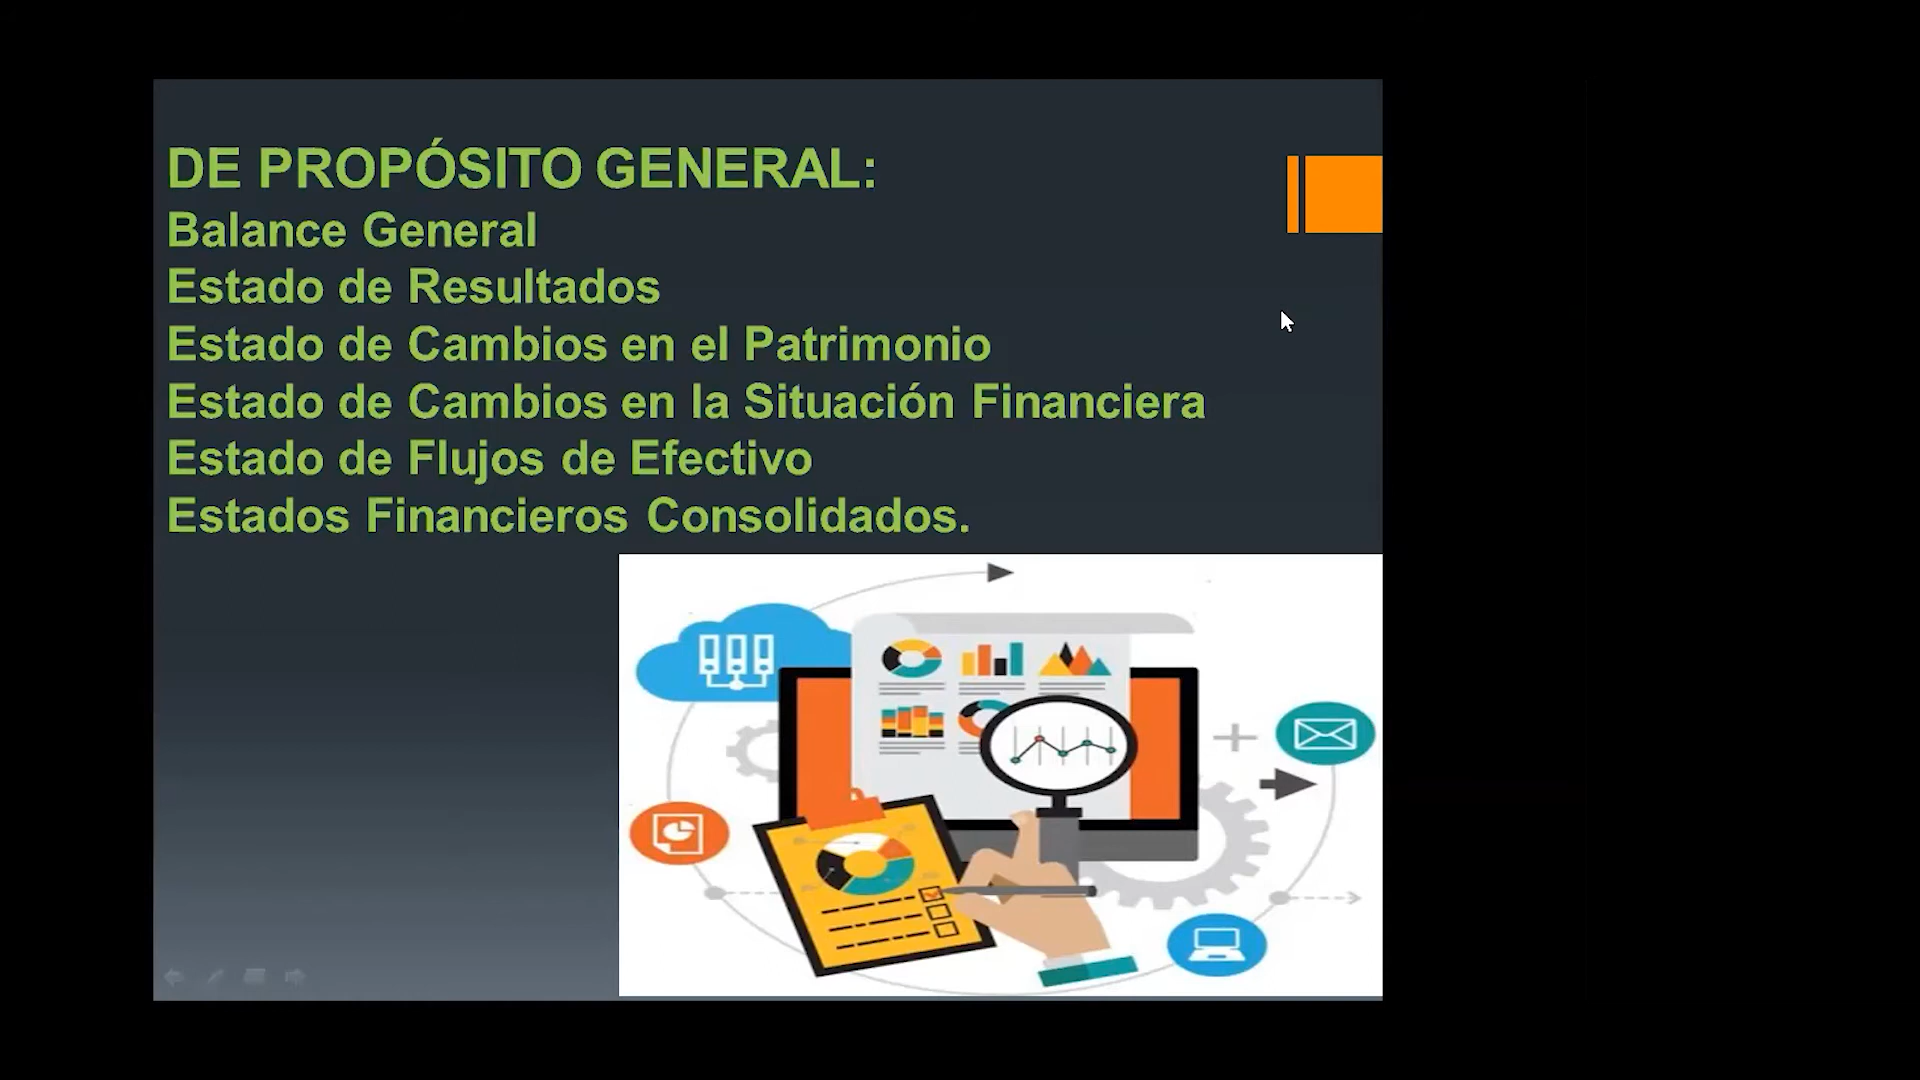 DE PROPÓSITO GENERAL:
Balance General
Estado de Resultados
Estado de Cambios en el Patrimonio
Estado de Cambios en la Situación Financiera
Estado de Flujos de Efectivo
Estados Financieros Consolidados.